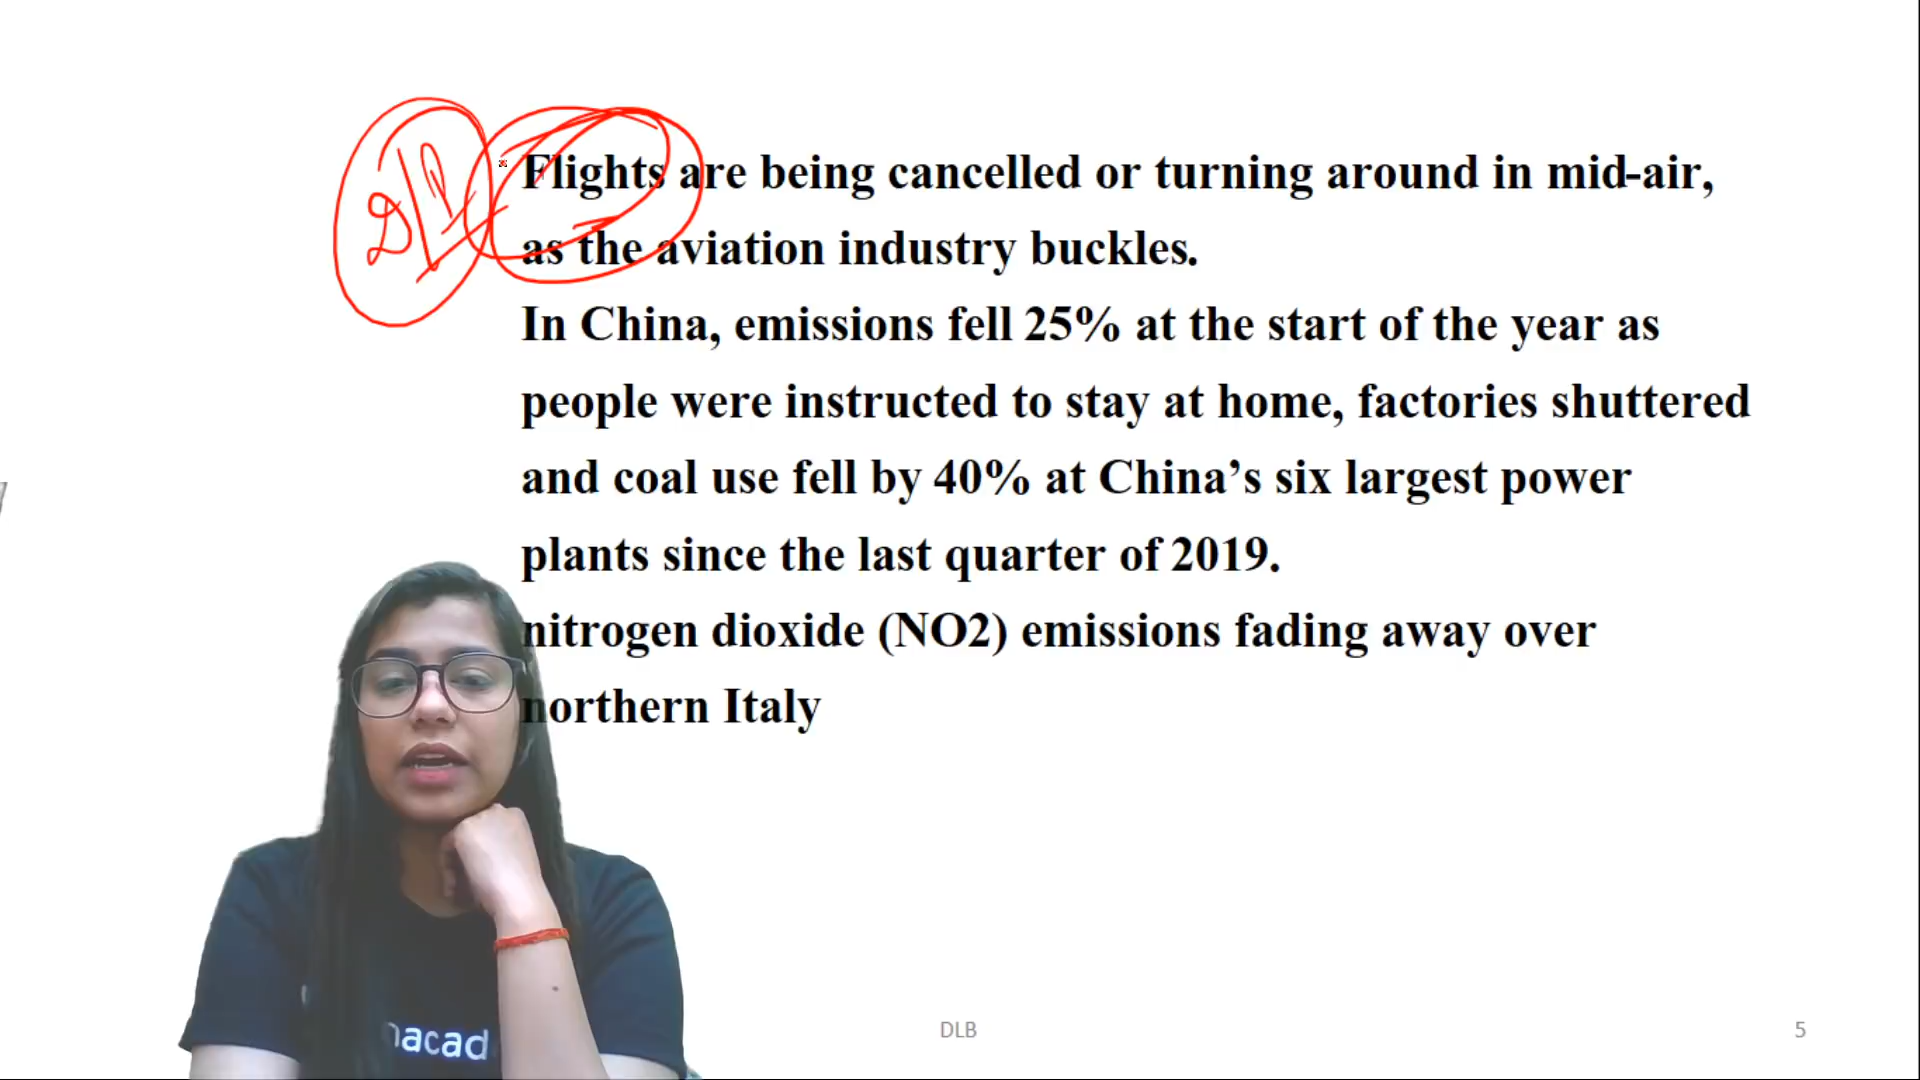 Flights are being cancelled or turning around in mid-air,
as the aviation industry buckles.
In China, emissions fell 25% at the start of the year as
people were instructed to stay at home, factories shuttered
and coal use fell by 40% at China’s six largest power
plants since the last quarter of 2019.
nitrogen dioxide (NO2) emissions fading away over
northern Italy
nacad
DLB
5